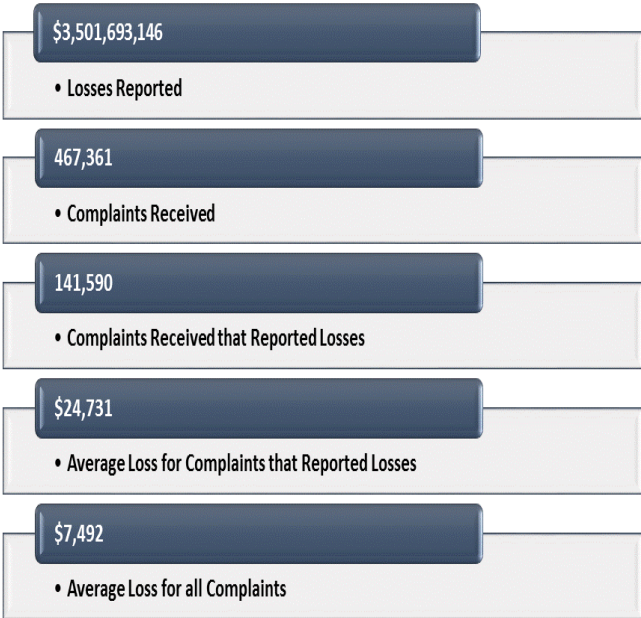 $3,501,693,146
• Losses Reported
467,361
• Complaints Received
141,590
• Complaints Received that Reported Losses
$24,731
• Average Loss for Complaints that Reported Losses
$7,492
• Average Loss for all Complaints